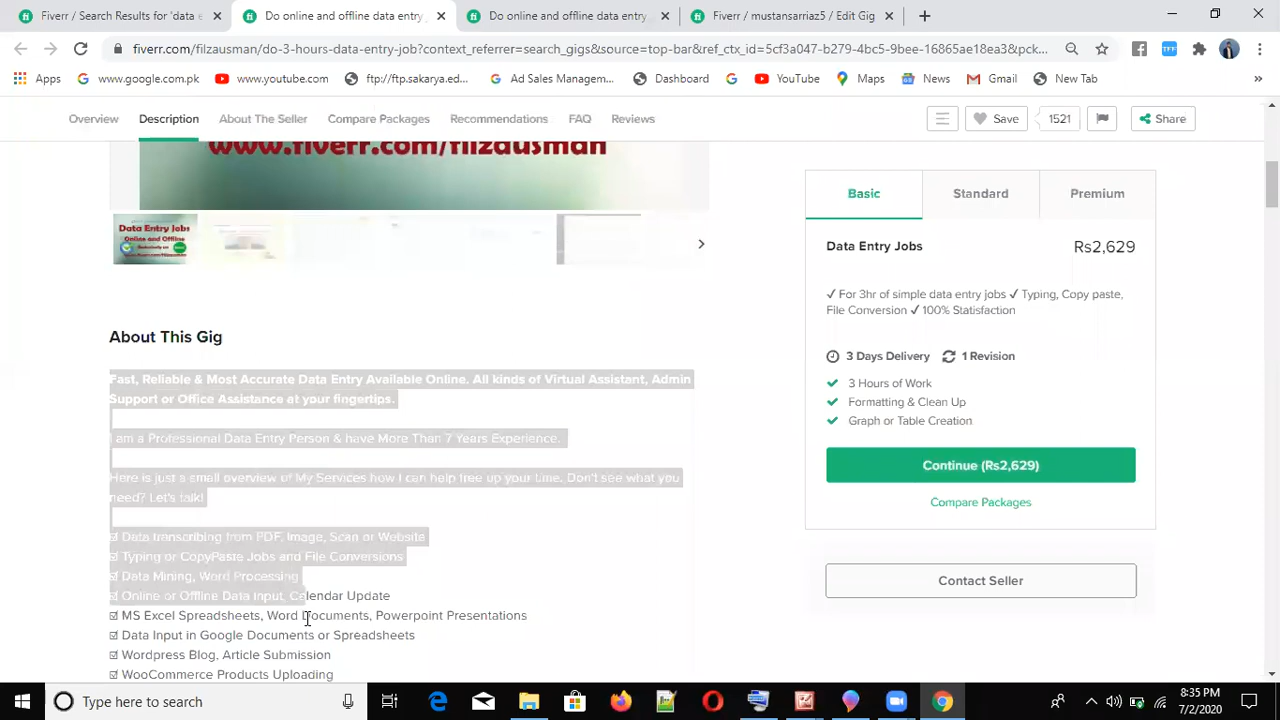 Fiverr / Search Results for 'data e
Do online and offline data entry
Do online and offline data entry
Fiverr / mustansarriaz5 / Edit Gig
fiverr.com/filzausman/do-3-hours-data-entry-job?context_referrer=search_gigs&source=top-bar&ref_ctx_id=5cf3a047-b279-4bc5-9bee-16865ae18ea3&pck...
Apps
www.google.com.pk
www.youtube.com
ftp://ftp.sakarya.ed...
Ad Sales Managem...
Dashboard
YouTube
Maps
News
Gmail
New Tab
»
Overview
Description
About The Seller
Compare Packages
Recommendations
FAQ
Reviews
Save
1521
Share
www.fiverr.com/filzausman
Data Entry Jobs
Online and Offline
About This Gig
Fast, Reliable & Most Accurate Data Entry Available Online. All kinds of Virtual Assistant, Admin
Support or Office Assistance at your fingertips.
I am a Professional Data Entry Person & have More Than 7 Years Experience.
Here is just a small overview of My Services how I can help free up your time. Don't see what you
need? Let's talk!
☑ Data transcribing from PDF, Image, Scan or Website
☑ Typing or CopyPaste Jobs and File Conversions
☑ Data Mining, Word Processing
☑ Online or Offline Data Input, Calendar Update
☑ MS Excel Spreadsheets, Word Documents, Powerpoint Presentations
☑ Data Input in Google Documents or Spreadsheets
☑ Wordpress Blog, Article Submission
☑ WooCommerce Products Uploading
Basic
Standard
Premium
Data Entry Jobs
Rs2,629
✓ For 3hr of simple data entry jobs ✓ Typing, Copy paste,
File Conversion ✓ 100% Statisfaction
3 Days Delivery
1 Revision
3 Hours of Work
Formatting & Clean Up
Graph or Table Creation
Continue (Rs2,629)
Compare Packages
Contact Seller
Type here to search
8:35 PM
7/2/2020